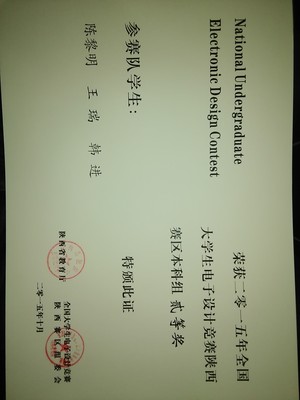 National Undergraduate
Electronic Design Contest
荣获二零一五年全国
大学生电子设计竞赛陕西
赛区本科组 贰 等 奖
参赛队学生：
陈黎明 王 瑞 韩 进
特颁此证
陕西省教育厅
全国大学生电子设计竞赛
陕 西 赛 区 组 委 会
二零一五年十月